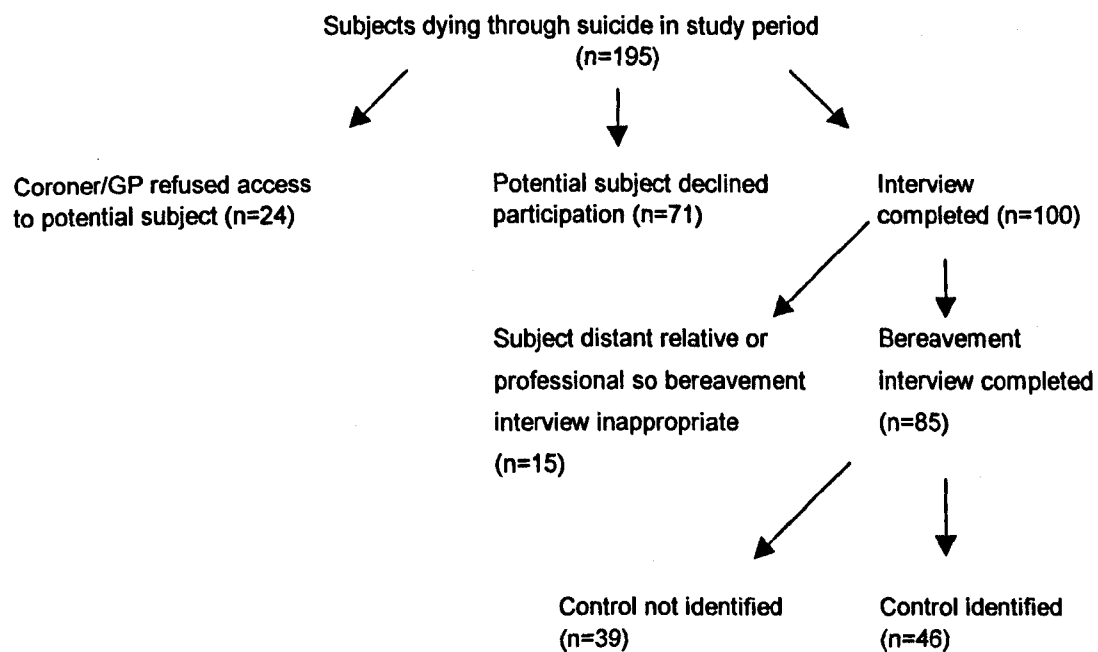 Subjects dying through suicide in study period
(n=195)
Coroner/GP refused access
to potential subject (n=24)
Potential subject declined
participation (n=71)
Interview
completed (n=100)
Subject distant relative or
professional so bereavement
interview inappropriate
(n=15)
Bereavement
interview completed
(n=85)
Control not identified
(n=39)
Control identified
(n=46)